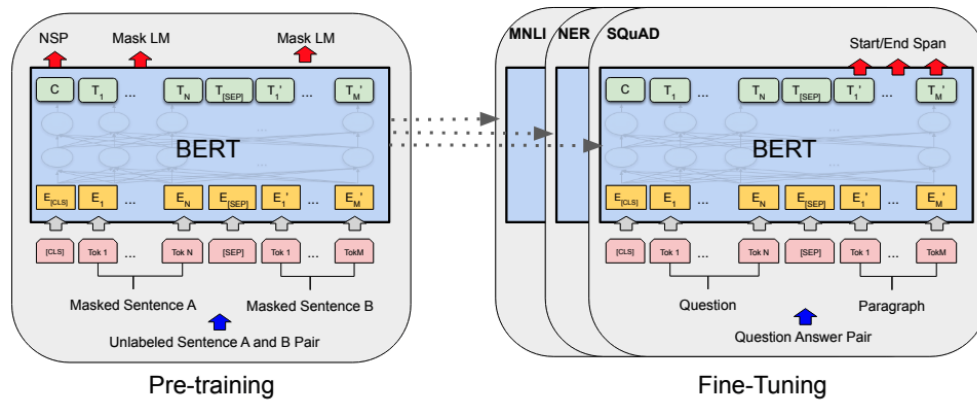 NSP Mask LM Mask LM
C T1 ... TN T[SEP] T1' ... TM'
BERT
E[CLS] E1 ... EN E[SEP] E1' ... EM'
[CLS] Tok 1 ... Tok N [SEP] Tok 1 ... TokM
Masked Sentence A Masked Sentence B
Unlabeled Sentence A and B Pair
Pre-training
MNLI NER SQuAD
Start/End Span
C T1 ... TN T[SEP] T1' ... TM'
BERT
E[CLS] E1 ... EN E[SEP] E1' ... EM'
[CLS] Tok 1 ... Tok N [SEP] Tok 1 ... TokM
Question Paragraph
Question Answer Pair
Fine-Tuning